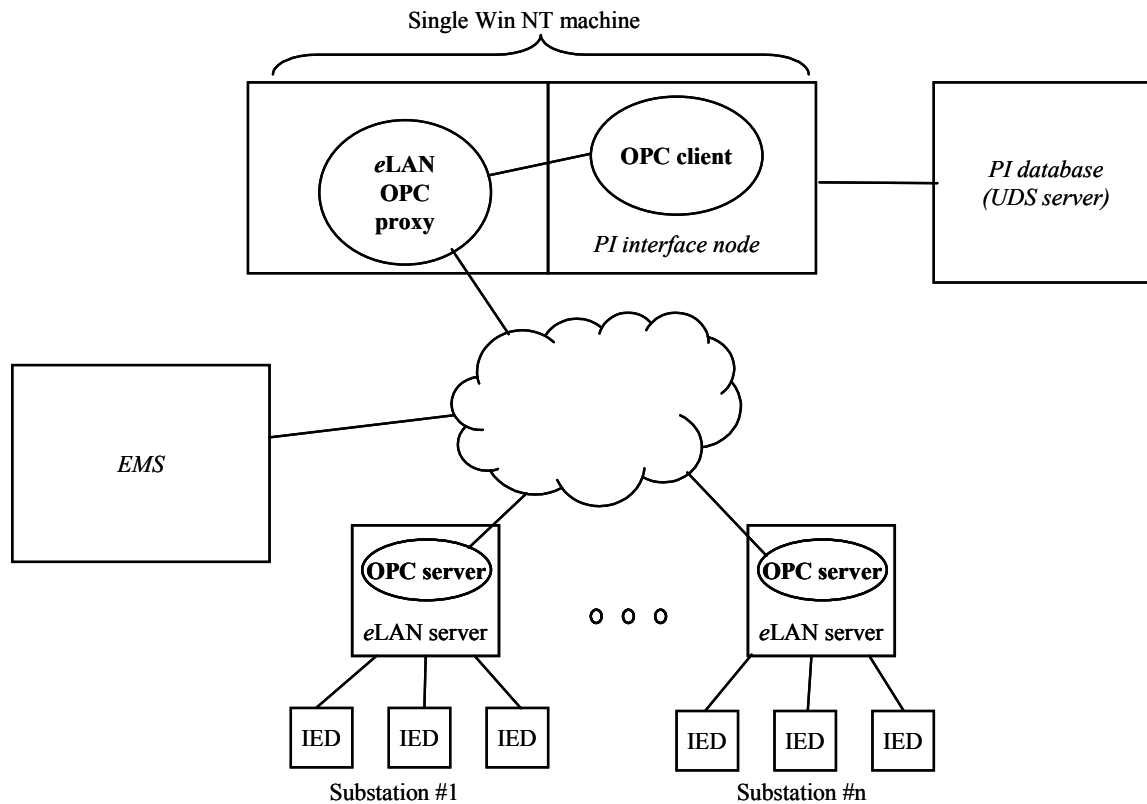 Single Win NT machine
eLAN
OPC
proxy
OPC client
PI interface node
PI database
(UDS server)
EMS
OPC server
eLAN server
OPC server
eLAN server
IED
IED
IED
IED
IED
IED
Substation #1
Substation #n